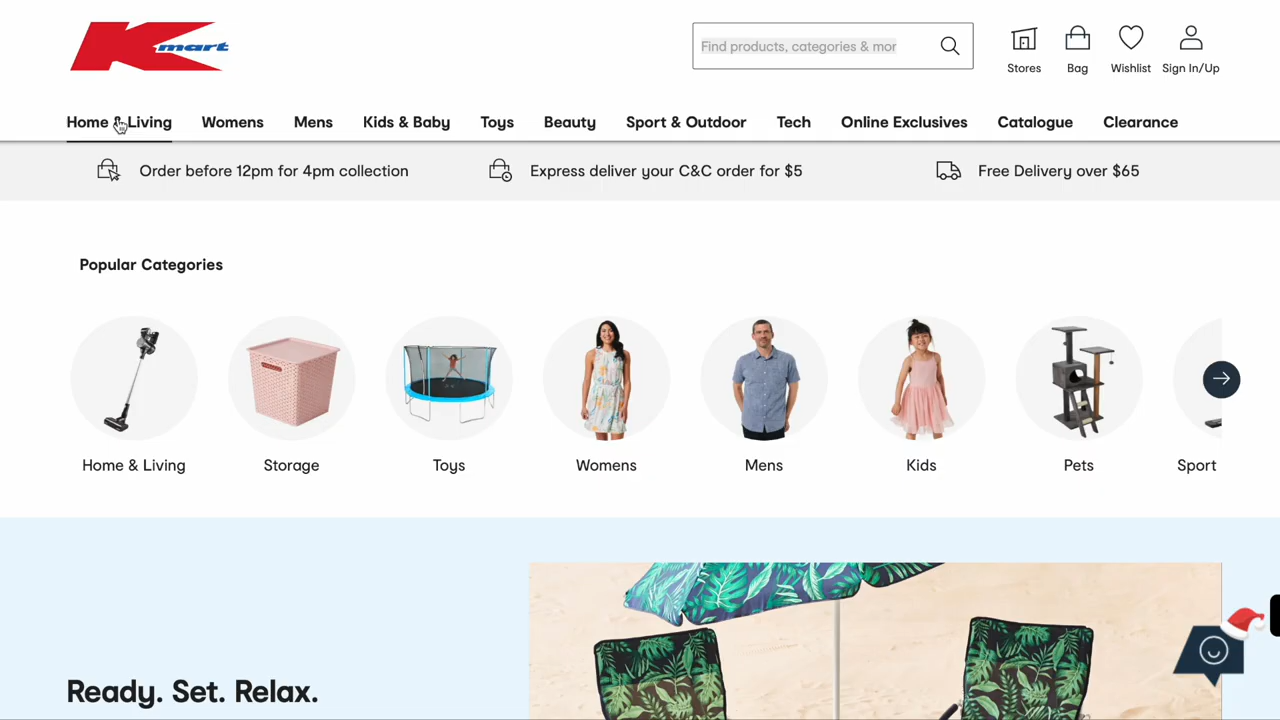 Kmart
Find products, categories & mor
Stores
Bag
Wishlist
Sign In/Up
Home & Living
Womens
Mens
Kids & Baby
Toys
Beauty
Sport & Outdoor
Tech
Online Exclusives
Catalogue
Clearance
Order before 12pm for 4pm collection
Express deliver your C&C order for $5
Free Delivery over $65
Popular Categories
Home & Living
Storage
Toys
Womens
Mens
Kids
Pets
Sport
Ready. Set. Relax.